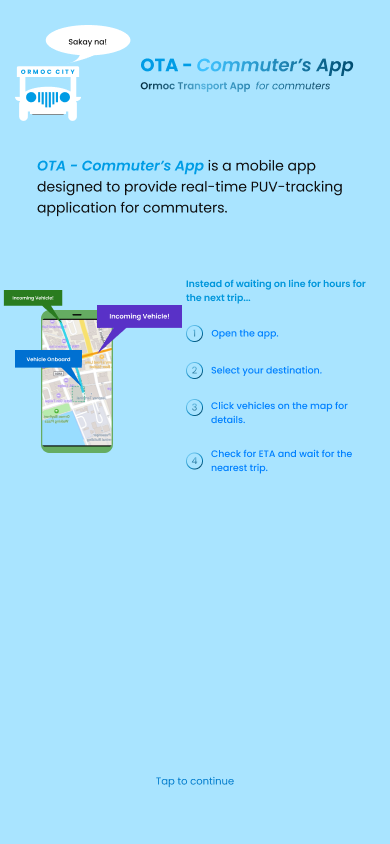 Sakay na!
ORMOC CITY
OTA - Commuter's App
Ormoc Transport App for commuters
OTA - Commuter's App is a mobile app
designed to provide real-time PUV-tracking
application for commuters.
Instead of waiting on line for hours for
the next trip...
Incoming Vehicle!
Incoming Vehicle!
Vehicle Onboard
1 Open the app.
2 Select your destination.
3 Click vehicles on the map for
details.
4 Check for ETA and wait for the
nearest trip.
Tap to continue